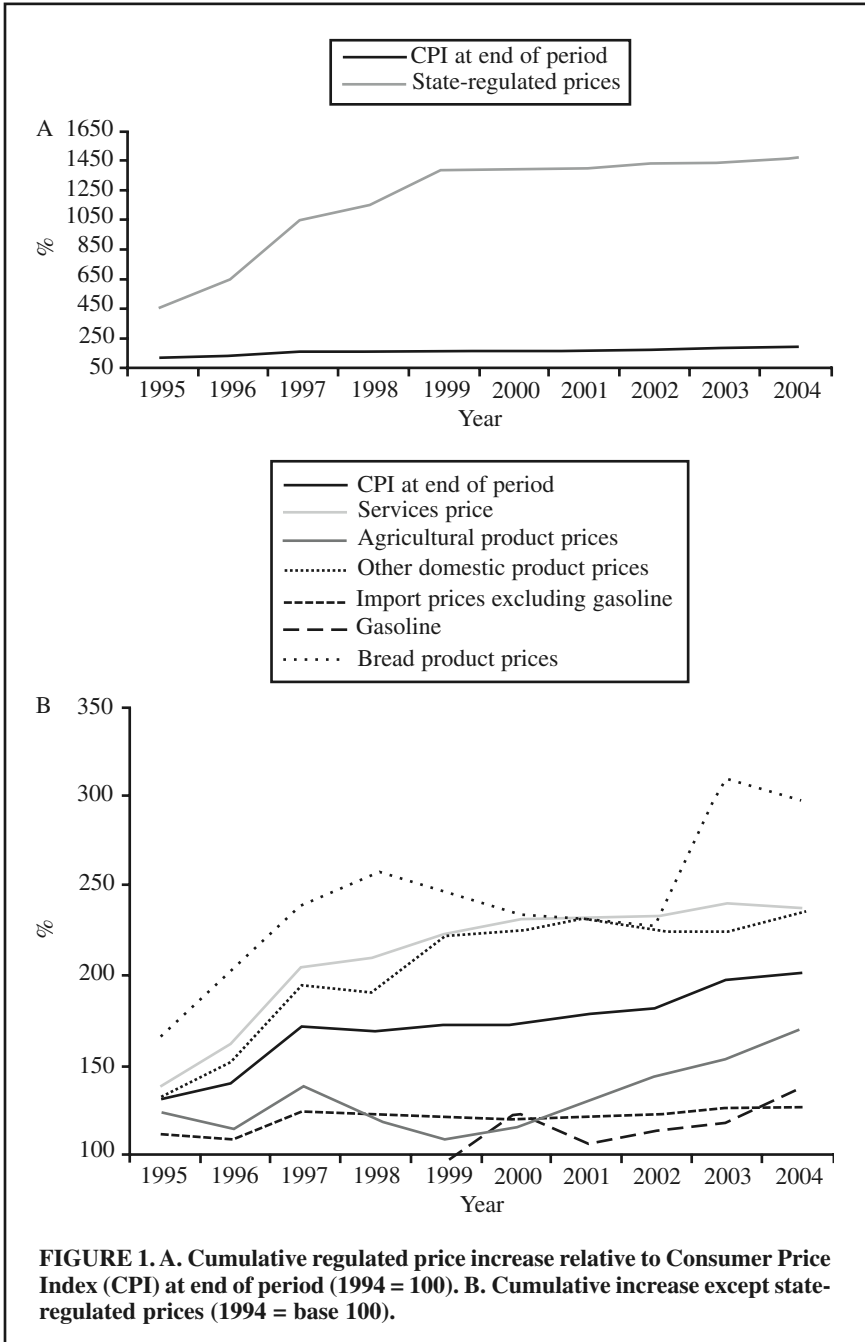 CPI at end of period
State-regulated prices
A
1650
1450
1250
1050
850
650
450
250
50
%
1995 1996 1997 1998 1999 2000 2001 2002 2003 2004
Year
CPI at end of period
Services price
Agricultural product prices
Other domestic product prices
Import prices excluding gasoline
Gasoline
Bread product prices
B
350
300
250
200
150
100
%
1995 1996 1997 1998 1999 2000 2001 2002 2003 2004
Year
FIGURE 1. A. Cumulative regulated price increase relative to Consumer Price
Index (CPI) at end of period (1994 = 100). B. Cumulative increase except state-
regulated prices (1994 = base 100).